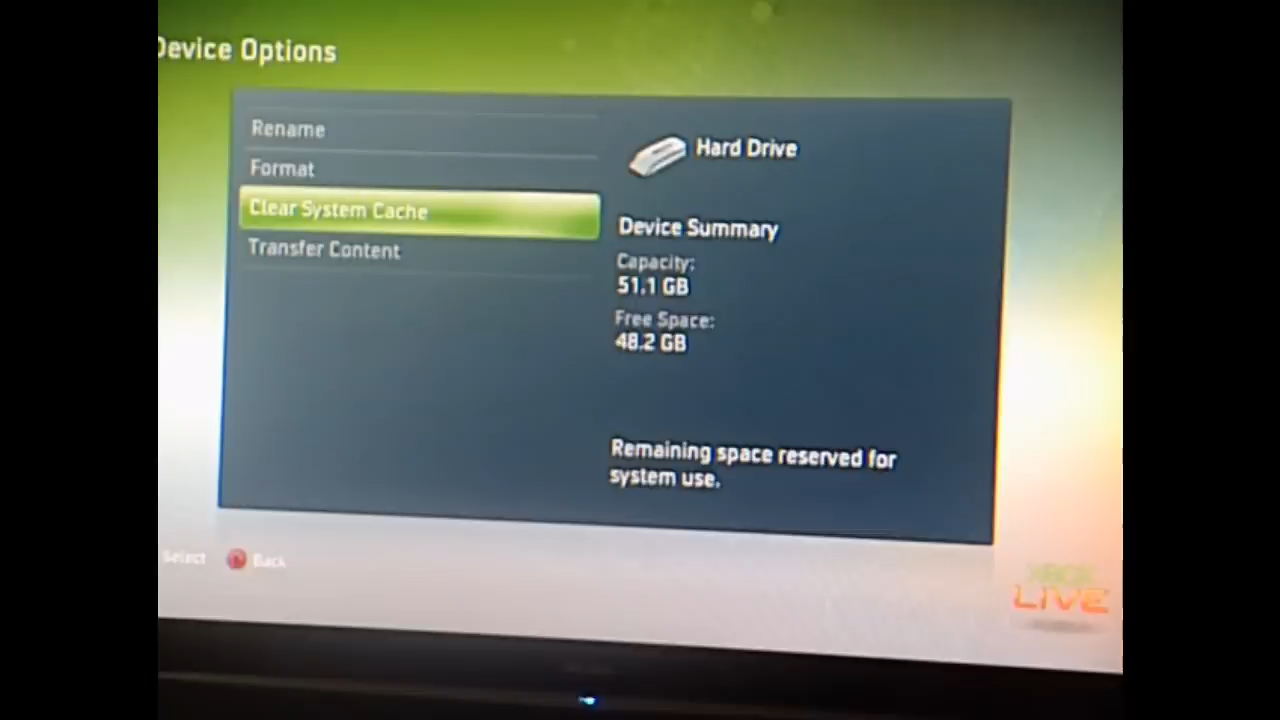 Device Options
Rename
Format
Clear System Cache
Transfer Content
Hard Drive
Device Summary
Capacity:
51.1 GB
Free Space:
48.2 GB
Remaining space reserved for
system use.
Select
Back
XBOX
LIVE